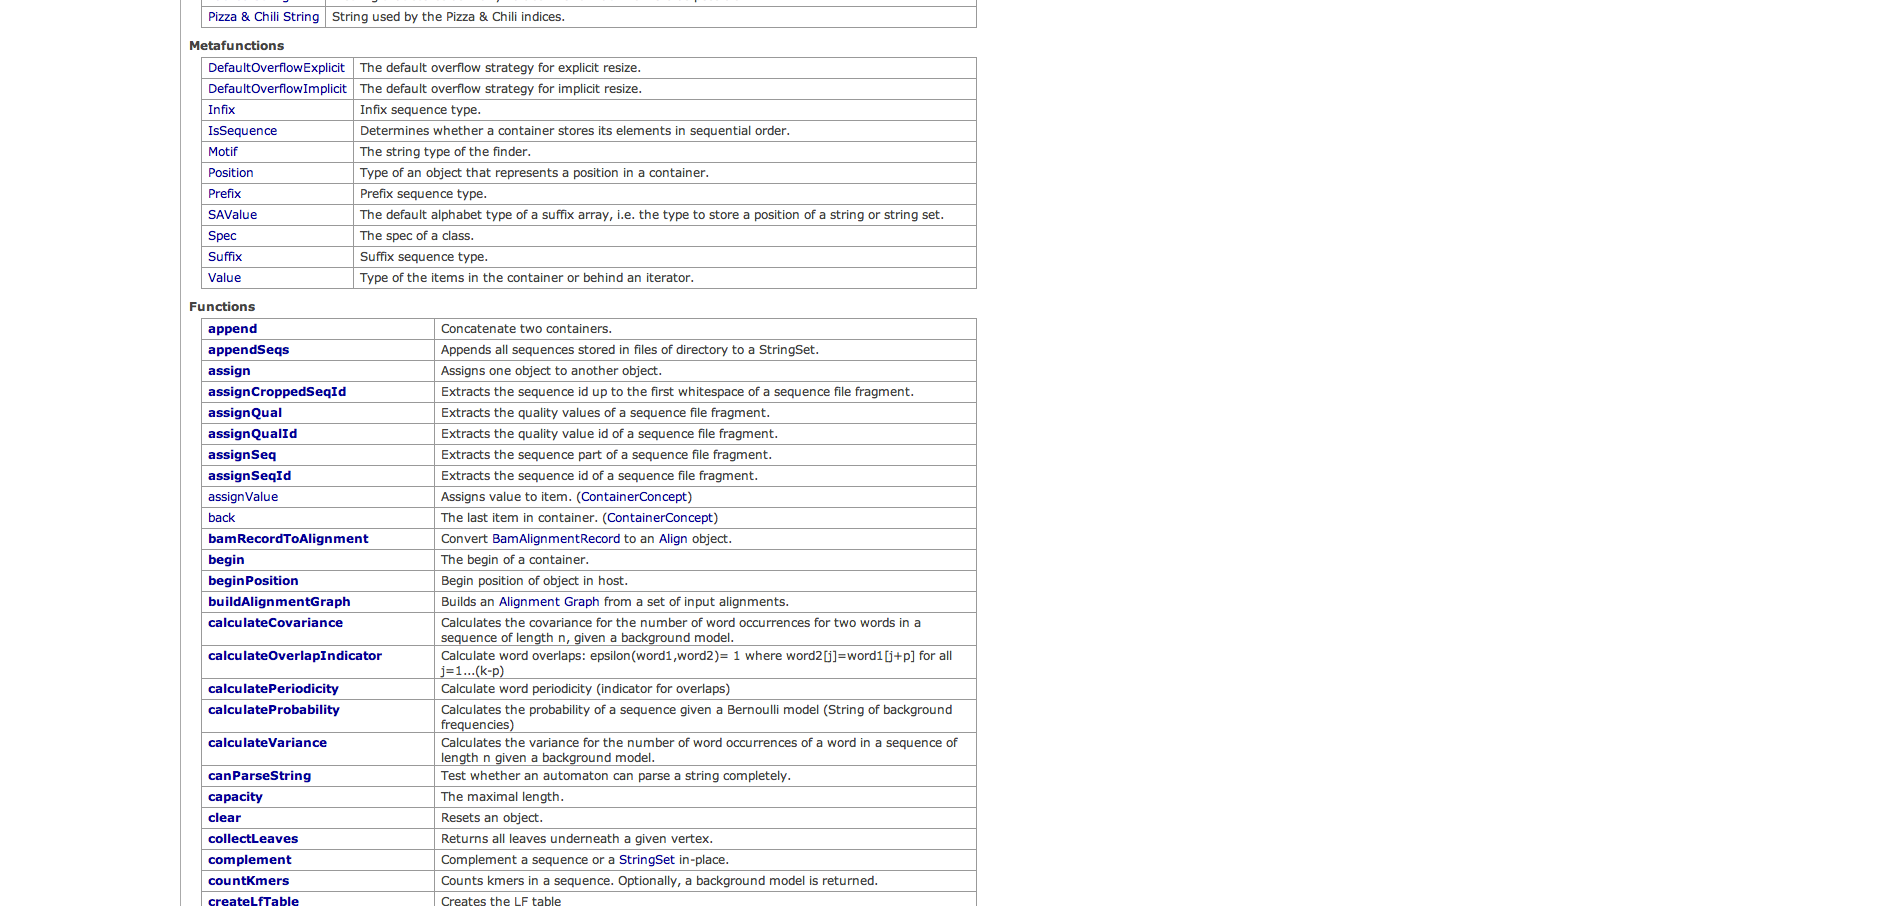 Pizza & Chili String String used by the Pizza & Chili indices.
Metafunctions
DefaultOverflowExplicit The default overflow strategy for explicit resize.
DefaultOverflowImplicit The default overflow strategy for implicit resize.
Infix Infix sequence type.
IsSequence Determines whether a container stores its elements in sequential order.
Motif The string type of the finder.
Position Type of an object that represents a position in a container.
Prefix Prefix sequence type.
SAValue The default alphabet type of a suffix array, i.e. the type to store a position of a string or string set.
Spec The spec of a class.
Suffix Suffix sequence type.
Value Type of the items in the container or behind an iterator.
Functions
append Concatenate two containers.
appendSeqs Appends all sequences stored in files of directory to a StringSet.
assign Assigns one object to another object.
assignCroppedSeqId Extracts the sequence id up to the first whitespace of a sequence file fragment.
assignQual Extracts the quality values of a sequence file fragment.
assignQualId Extracts the quality value id of a sequence file fragment.
assignSeq Extracts the sequence part of a sequence file fragment.
assignSeqId Extracts the sequence id of a sequence file fragment.
assignValue Assigns value to item. (ContainerConcept)
back The last item in container. (ContainerConcept)
bamRecordToAlignment Convert BamAlignmentRecord to an Align object.
begin The begin of a container.
beginPosition Begin position of object in host.
buildAlignmentGraph Builds an Alignment Graph from a set of input alignments.
calculateCovariance Calculates the covariance for the number of word occurrences for two words in a
sequence of length n, given a background model.
calculateOverlapIndicator Calculate word overlaps: epsilon(word1,word2)= 1 where word2[j]=word1[j+p] for all
j=1...(k-p)
calculatePeriodicity Calculate word periodicity (indicator for overlaps)
calculateProbability Calculates the probability of a sequence given a Bernoulli model (String of background
frequencies)
calculateVariance Calculates the variance for the number of word occurrences of a word in a sequence of
length n given a background model.
canParseString Test whether an automaton can parse a string completely.
capacity The maximal length.
clear Resets an object.
collectLeaves Returns all leaves underneath a given vertex.
complement Complement a sequence or a StringSet in-place.
countKmers Counts kmers in a sequence. Optionally, a background model is returned.
createLfTable Creates the LF table